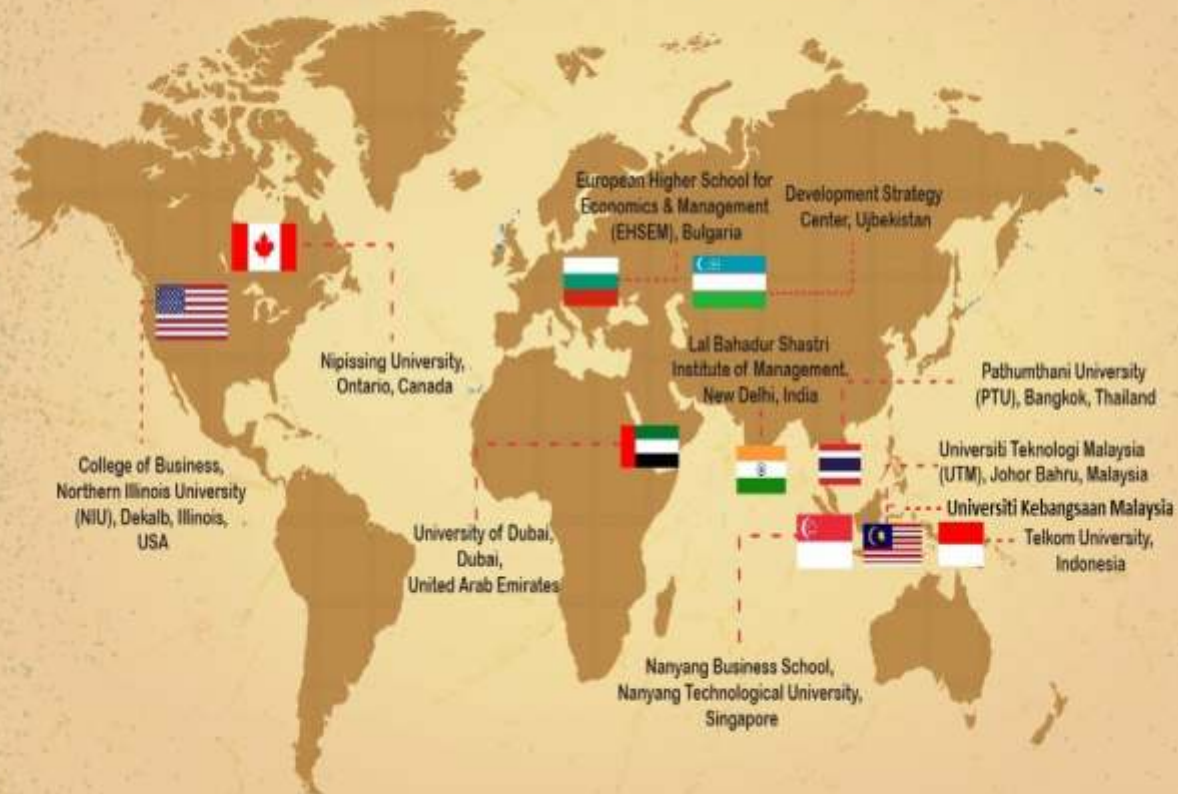 European Higher School for
Economics & Management
(EHSEM), Bulgaria
Development Strategy
Center, Ujbekistan
Nipissing University,
Ontario, Canada
Lal Bahadur Shastri
Institute of Management,
New Delhi, India
Pathumthani University
(PTU), Bangkok, Thailand
College of Business,
Northern Illinois University
(NIU), Dekalb, Illinois,
USA
Universiti Teknologi Malaysia
(UTM), Johor Bahru, Malaysia
Universiti Kebangsaan Malaysia
University of Dubai,
Dubai,
United Arab Emirates
Telkom University,
Indonesia
Nanyang Business School,
Nanyang Technological University,
Singapore